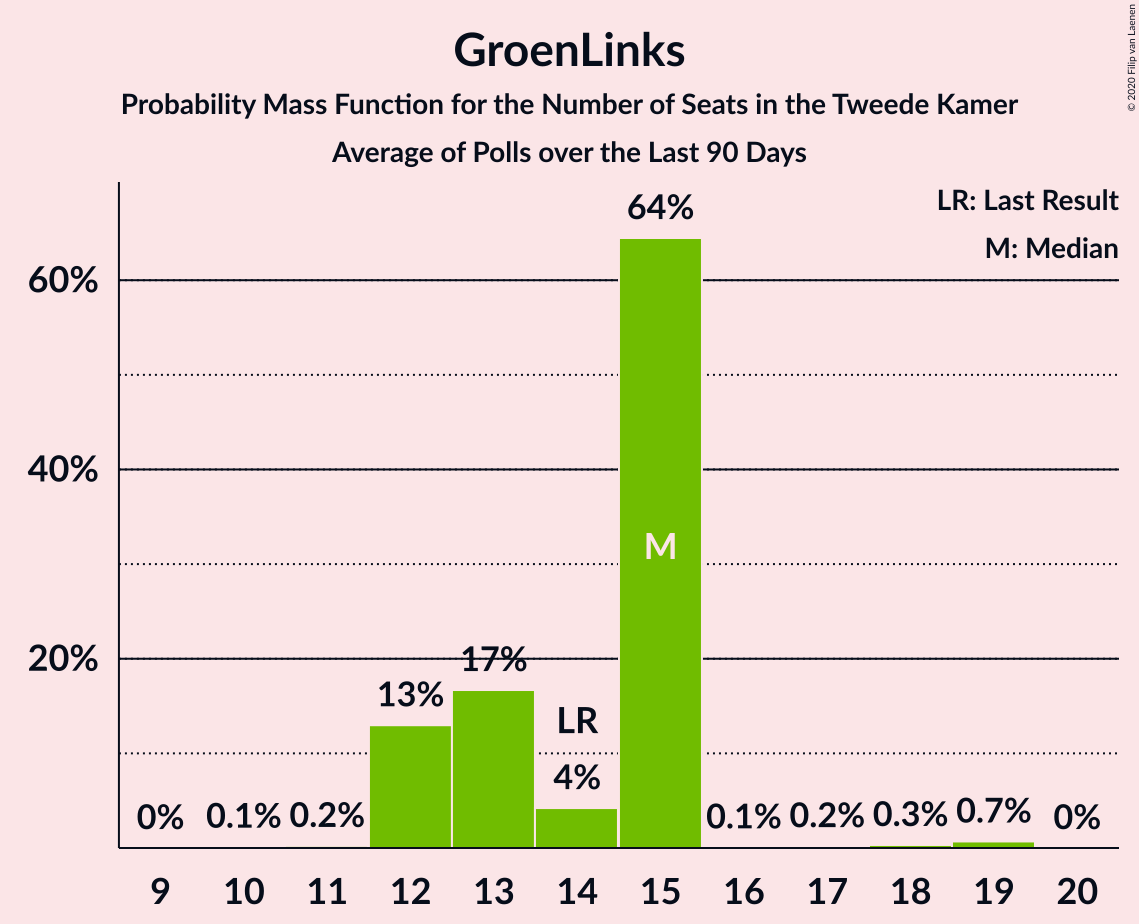 GroenLinks
Probability Mass Function for the Number of Seats in the Tweede Kamer
Average of Polls over the Last 90 Days
© 2020 Filip van Laenen
LR: Last Result
M: Median
60%
40%
20%
0%
0.1%
0.2%
13%
17%
LR
4%
64%
M
0.1%
0.2%
0.3%
0.7%
0%
9 10 11 12 13 14 15 16 17 18 19 20